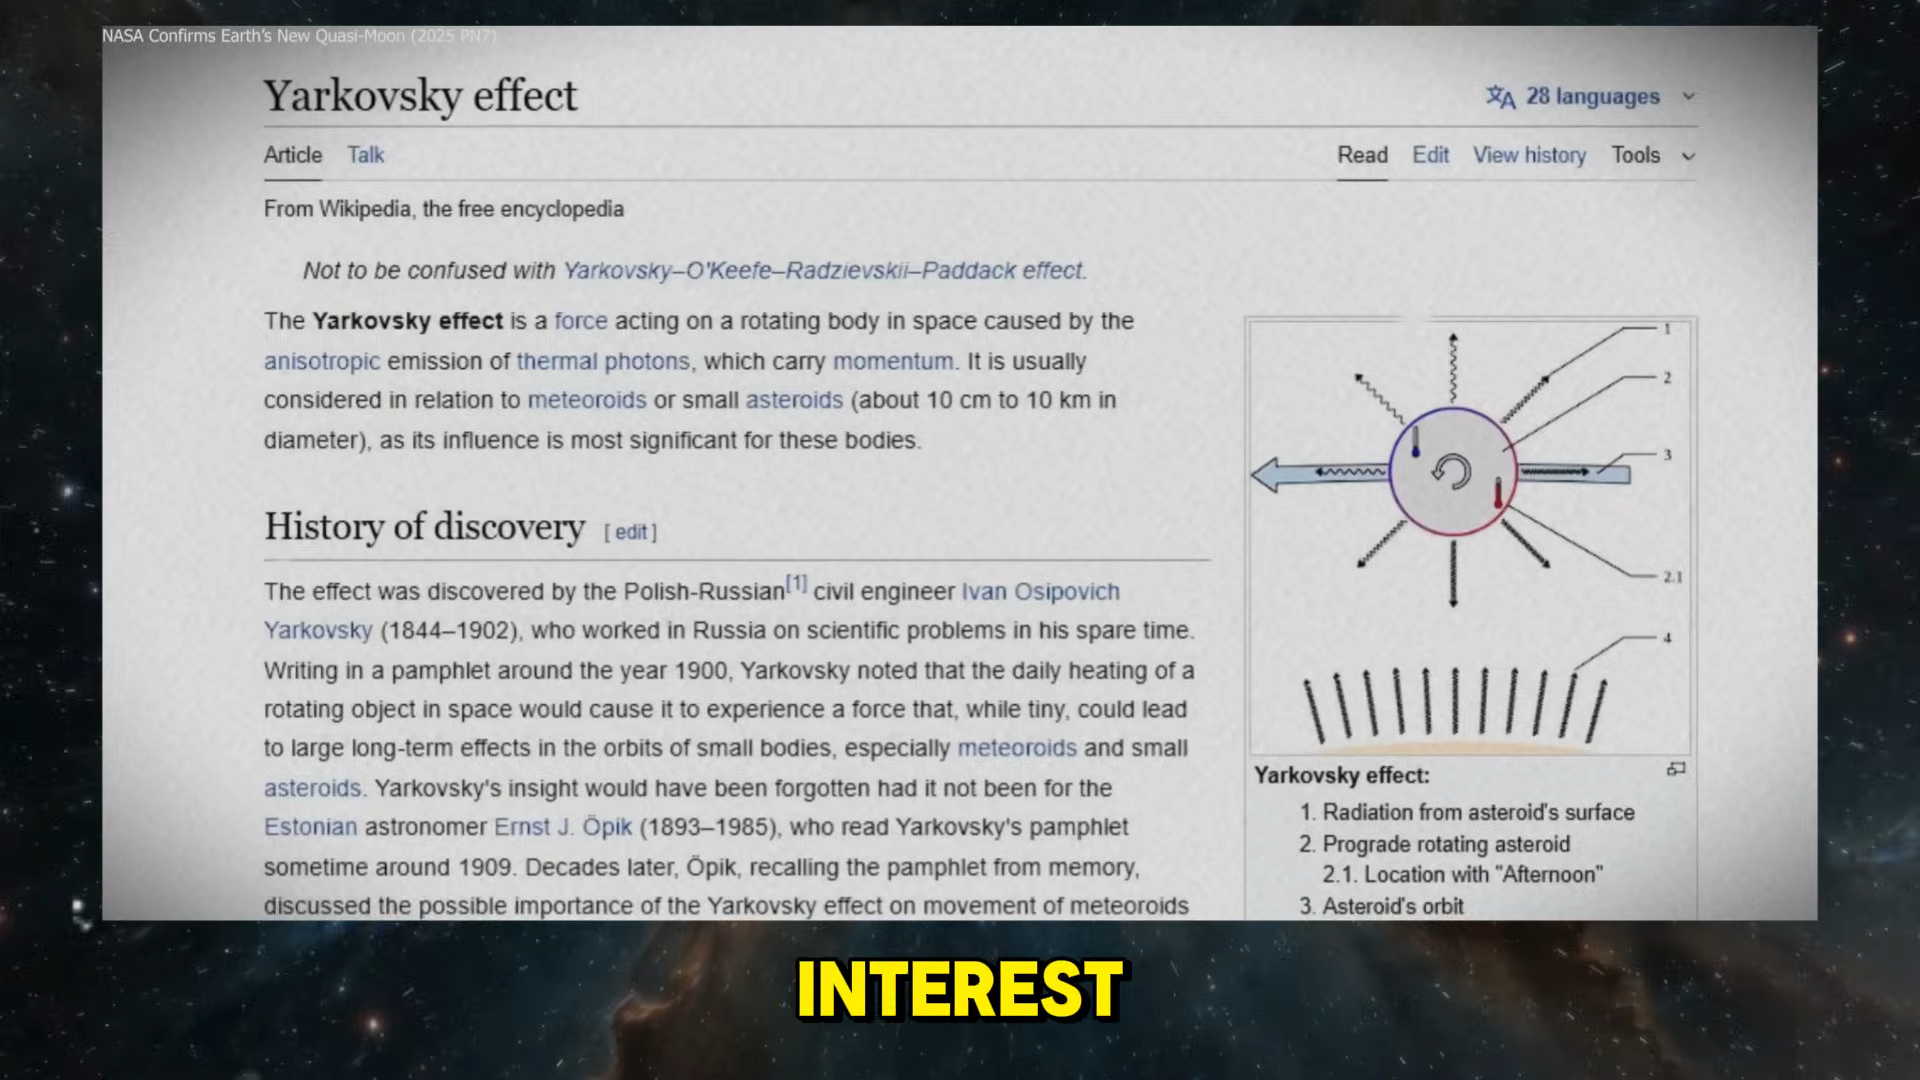 NASA Confirms Earth's New Quasi-Moon (2025 PN7)
Yarkovsky effect
28 languages
Article Talk
Read Edit View history Tools
From Wikipedia, the free encyclopedia
Not to be confused with Yarkovsky–O'Keefe–Radzievskii–Paddack effect.
The Yarkovsky effect is a force acting on a rotating body in space caused by the
anisotropic emission of thermal photons, which carry momentum. It is usually
considered in relation to meteoroids or small asteroids (about 10 cm to 10 km in
diameter), as its influence is most significant for these bodies.
History of discovery [ edit ]
The effect was discovered by the Polish-Russian[1] civil engineer Ivan Osipovich
Yarkovsky (1844–1902), who worked in Russia on scientific problems in his spare time.
Writing in a pamphlet around the year 1900, Yarkovsky noted that the daily heating of a
rotating object in space would cause it to experience a force that, while tiny, could lead
to large long-term effects in the orbits of small bodies, especially meteoroids and small
asteroids. Yarkovsky's insight would have been forgotten had it not been for the
Estonian astronomer Ernst J. Öpik (1893–1985), who read Yarkovsky's pamphlet
sometime around 1909. Decades later, Öpik, recalling the pamphlet from memory,
discussed the possible importance of the Yarkovsky effect on movement of meteoroids
1
2
3
2.1
4
Yarkovsky effect:
1. Radiation from asteroid's surface
2. Prograde rotating asteroid
2.1. Location with "Afternoon"
3. Asteroid's orbit
INTEREST